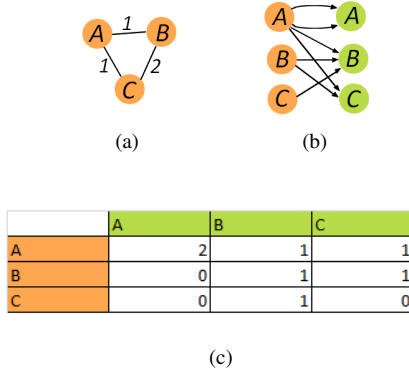 A 1 B
1 2
C
(a)
A A
B B
C C
(b)
A B C
A 2 1 1
B 0 1 1
C 0 1 0
(c)